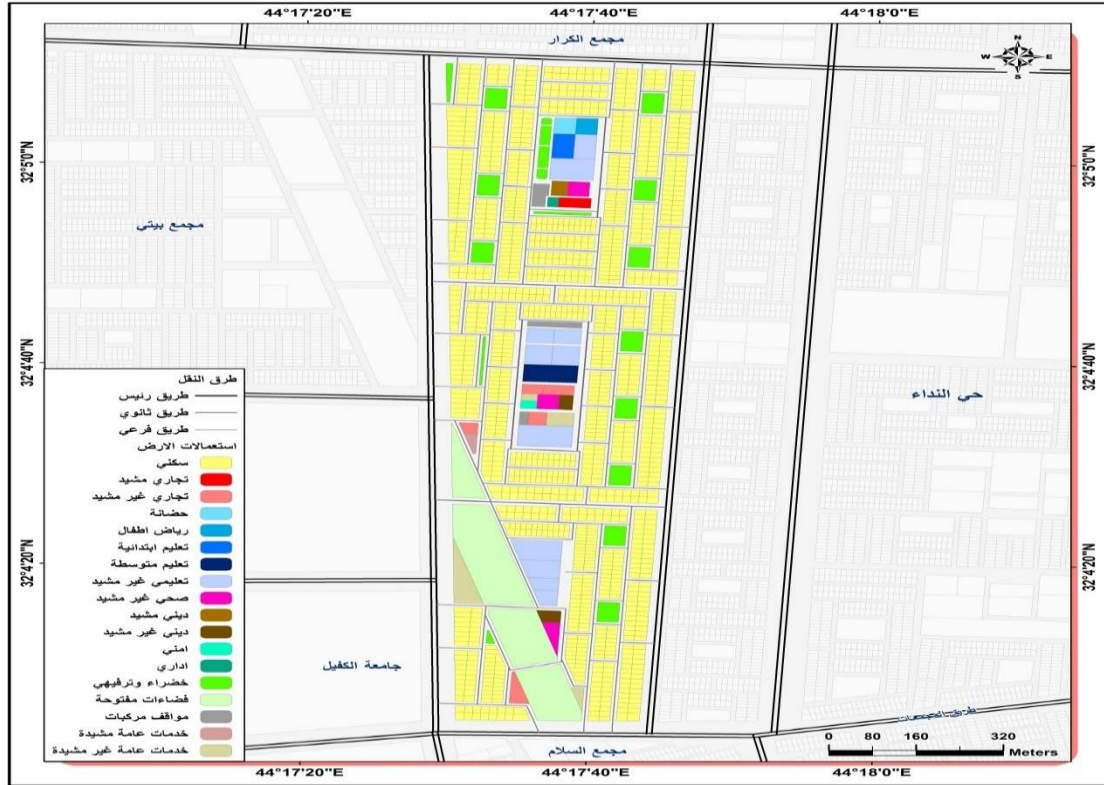 44°17'20"E
44°17'40"E
44°18'0"E
مجمع الكرار
N
W E
S
32°5'0"N
32°5'0"N
مجمع بيتي
32°4'40"N
32°4'40"N
حي النداء
طرق النقل
طريق رئيس
طريق ثانوي
طريق فرعي
استعمالات الارض
سكني
تجاري مشيد
تجاري غير مشيد
حضانة
رياض اطفال
تعليم ابتدائية
تعليم متوسطة
تعليمي غير مشيد
صحي غير مشيد
ديني مشيد
ديني غير مشيد
امني
اداري
خضراء وترفيهي
فضاءات مفتوحة
مواقف مركبات
خدمات عامة مشيدة
خدمات عامة غير مشيدة
32°4'20"N
32°4'20"N
جامعة الكفيل
طريق
مجمع السلام
0 80 160 320
Meters
44°17'20"E
44°17'40"E
44°18'0"E